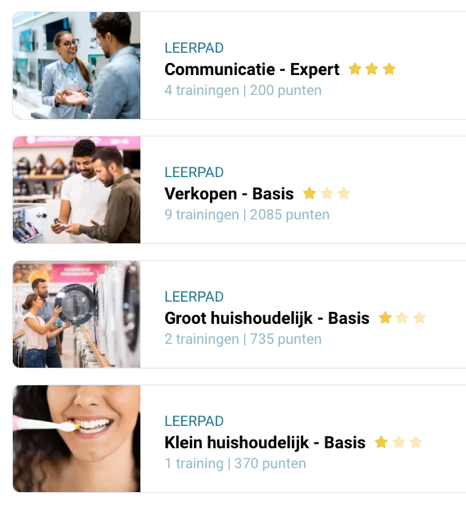 LEERPAD
Communicatie - Expert
4 trainingen | 200 punten
LEERPAD
Verkopen - Basis
9 trainingen | 2085 punten
LEERPAD
Groot huishoudelijk - Basis
2 trainingen | 735 punten
LEERPAD
Klein huishoudelijk - Basis
1 training | 370 punten